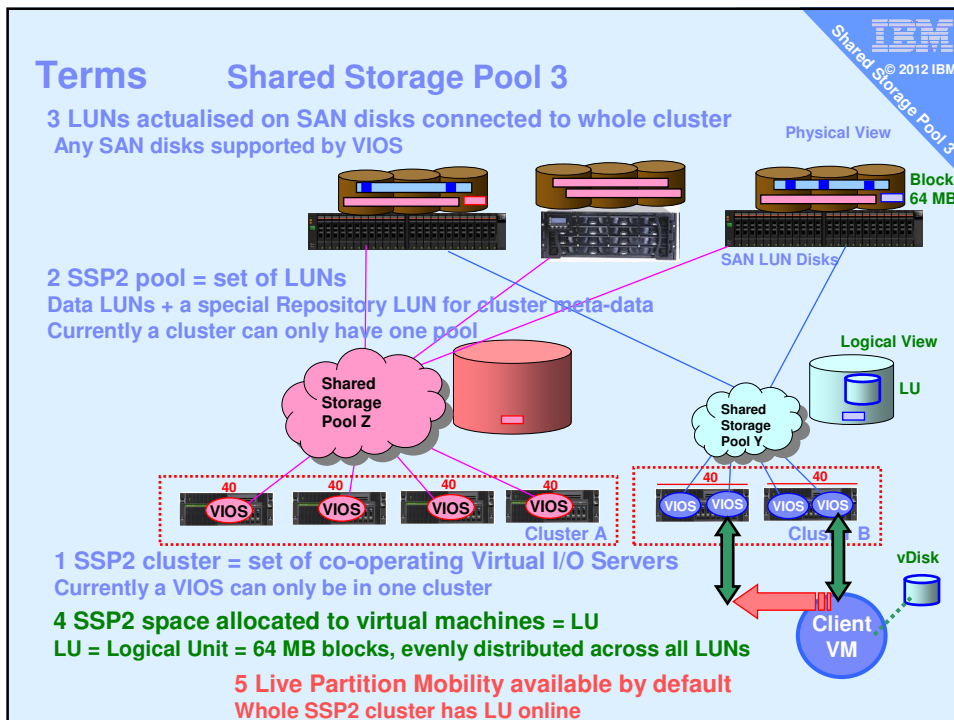 IBM
© 2012 IBM
Shared Storage Pool 3
Terms Shared Storage Pool 3
3 LUNs actualised on SAN disks connected to whole cluster
Any SAN disks supported by VIOS
Physical View
Block
64 MB
SAN LUN Disks
2 SSP2 pool = set of LUNs
Data LUNs + a special Repository LUN for cluster meta-data
Currently a cluster can only have one pool
Logical View
LU
Shared
Storage
Pool Z
Shared
Storage
Pool Y
40 40 40 40
VIOS VIOS VIOS VIOS
Cluster A
40 40
VIOS VIOS VIOS VIOS
Cluster B
1 SSP2 cluster = set of co-operating Virtual I/O Servers
Currently a VIOS can only be in one cluster
vDisk
4 SSP2 space allocated to virtual machines = LU
LU = Logical Unit = 64 MB blocks, evenly distributed across all LUNs
Client
VM
5 Live Partition Mobility available by default
Whole SSP2 cluster has LU online